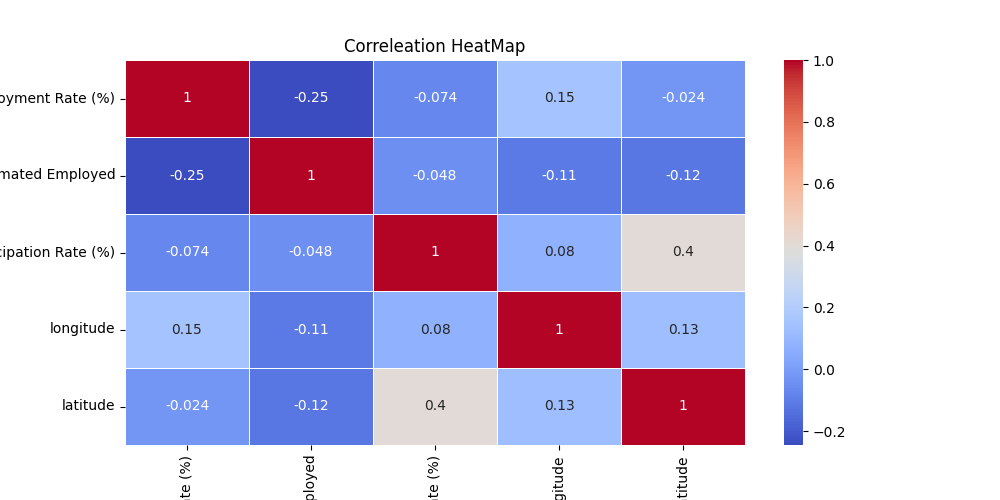 Correleation HeatMap
oyment Rate (%)
1 -0.25 -0.074 0.15 -0.024
mated Employed
-0.25 1 -0.048 -0.11 -0.12
cipation Rate (%)
-0.074 -0.048 1 0.08 0.4
longitude
0.15 -0.11 0.08 1 0.13
latitude
-0.024 -0.12 0.4 0.13 1
te (%)
ployed
te (%)
gitude
titude
1.0
0.8
0.6
0.4
0.2
0.0
−0.2